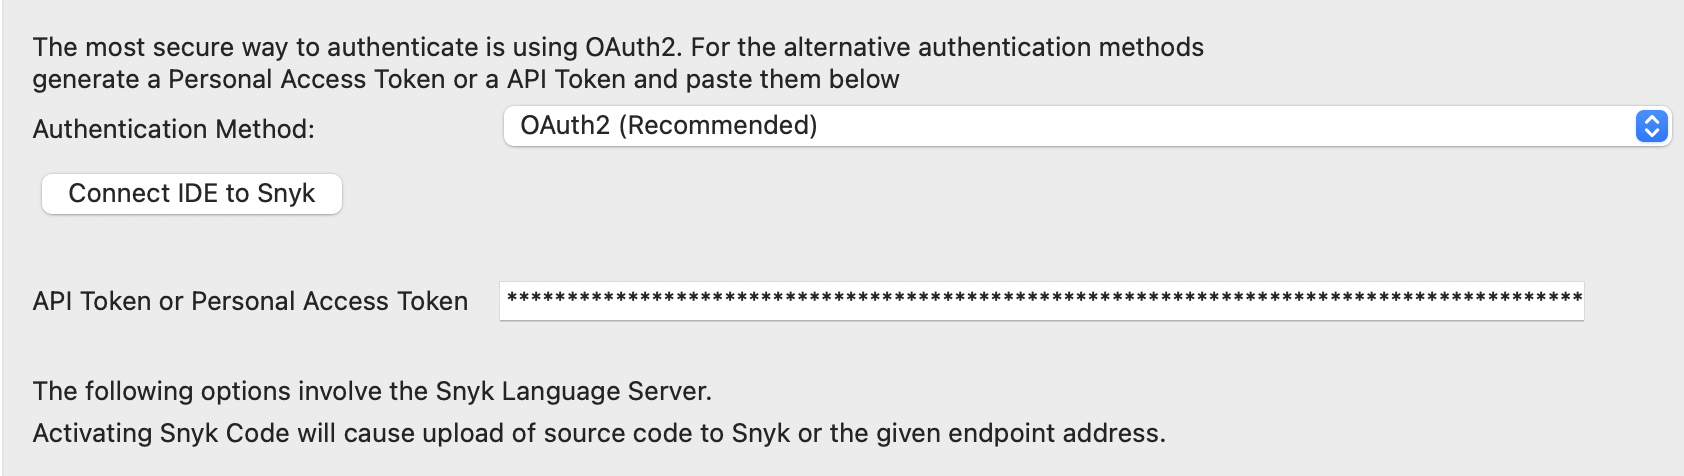 The most secure way to authenticate is using OAuth2. For the alternative authentication methods
generate a Personal Access Token or a API Token and paste them below
Authentication Method:
OAuth2 (Recommended)
Connect IDE to Snyk
API Token or Personal Access Token
******************************************************************************************
The following options involve the Snyk Language Server.
Activating Snyk Code will cause upload of source code to Snyk or the given endpoint address.